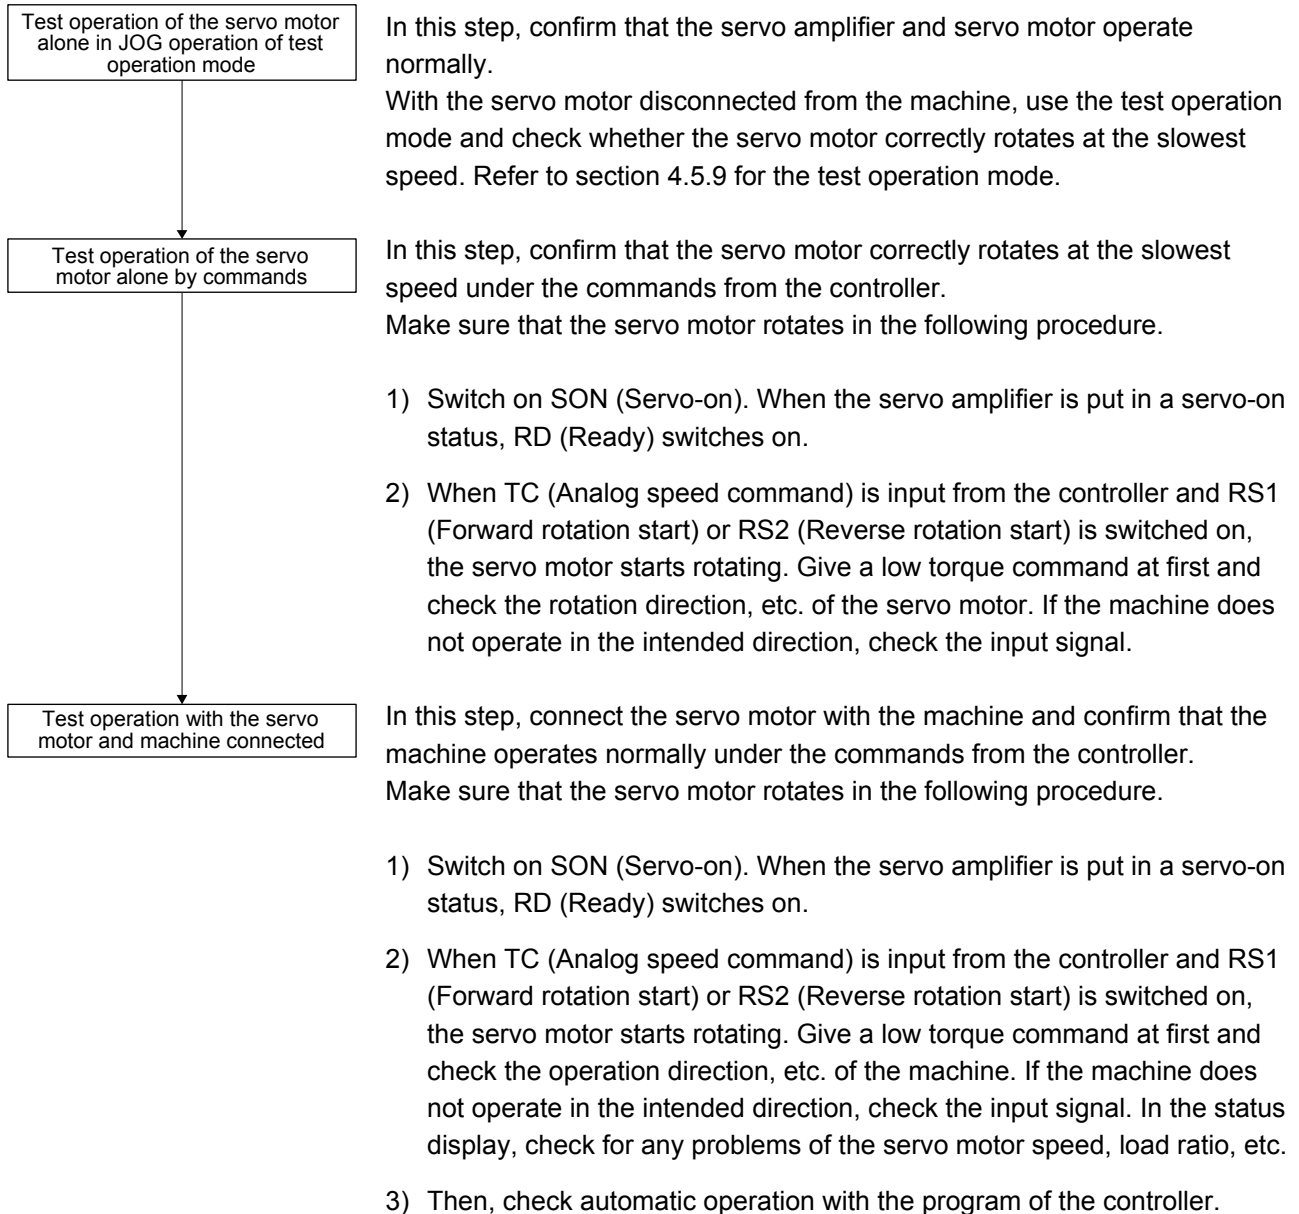 Test operation of the servo motor
alone in JOG operation of test
operation mode
In this step, confirm that the servo amplifier and servo motor operate
normally.
With the servo motor disconnected from the machine, use the test operation
mode and check whether the servo motor correctly rotates at the slowest
speed. Refer to section 4.5.9 for the test operation mode.
Test operation of the servo
motor alone by commands
In this step, confirm that the servo motor correctly rotates at the slowest
speed under the commands from the controller.
Make sure that the servo motor rotates in the following procedure.
1) Switch on SON (Servo-on). When the servo amplifier is put in a servo-on
status, RD (Ready) switches on.
2) When TC (Analog speed command) is input from the controller and RS1
(Forward rotation start) or RS2 (Reverse rotation start) is switched on,
the servo motor starts rotating. Give a low torque command at first and
check the rotation direction, etc. of the servo motor. If the machine does
not operate in the intended direction, check the input signal.
Test operation with the servo
motor and machine connected
In this step, connect the servo motor with the machine and confirm that the
machine operates normally under the commands from the controller.
Make sure that the servo motor rotates in the following procedure.
1) Switch on SON (Servo-on). When the servo amplifier is put in a servo-on
status, RD (Ready) switches on.
2) When TC (Analog speed command) is input from the controller and RS1
(Forward rotation start) or RS2 (Reverse rotation start) is switched on,
the servo motor starts rotating. Give a low torque command at first and
check the operation direction, etc. of the machine. If the machine does
not operate in the intended direction, check the input signal. In the status
display, check for any problems of the servo motor speed, load ratio, etc.
3) Then, check automatic operation with the program of the controller.